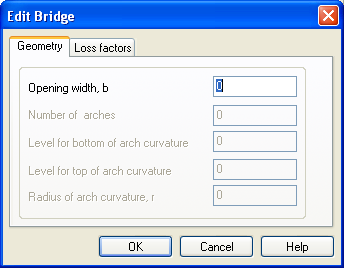 Edit Bridge
Geometry Loss factors
Opening width, b 0
Number of arches 0
Level for bottom of arch curvature 0
Level for top of arch curvature 0
Radius of arch curvature, r 0
OK Cancel Help